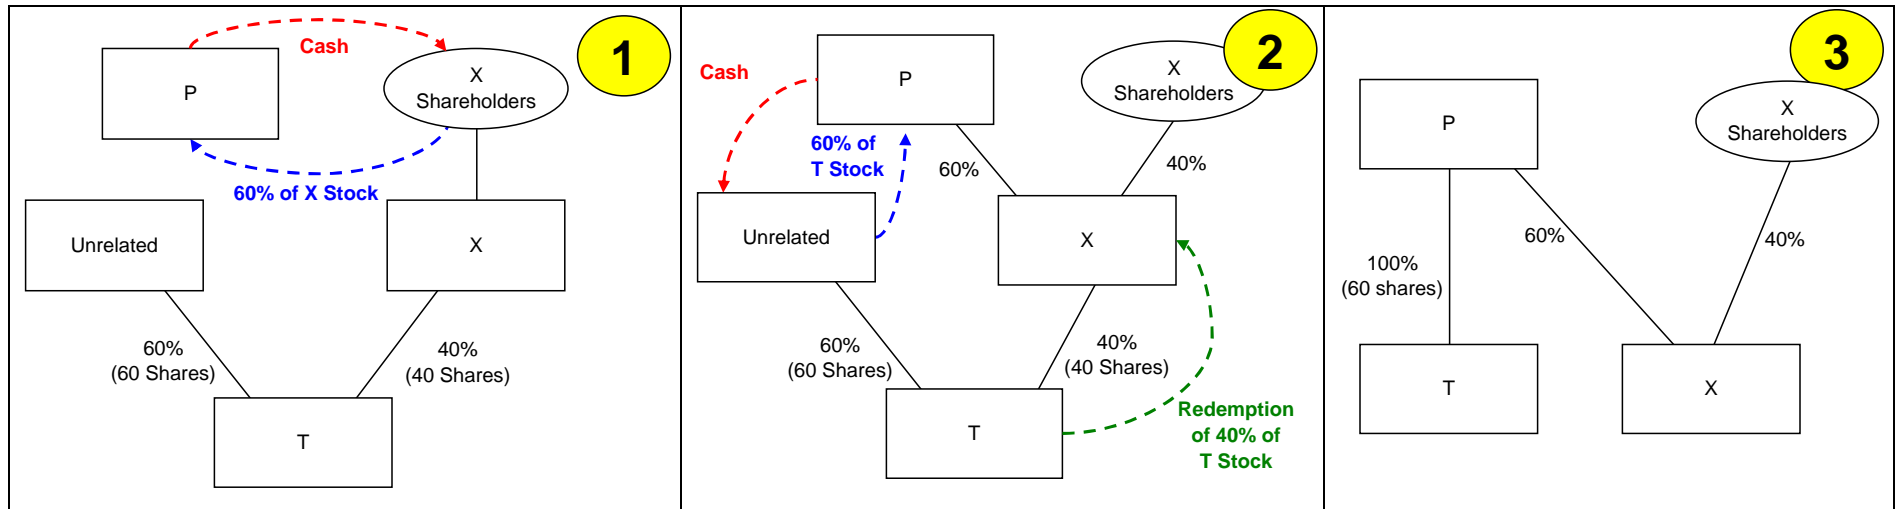 1
Cash
P
X
Shareholders
60% of X Stock
Unrelated
X
60%
(60 Shares)
40%
(40 Shares)
T
2
Cash
P
X
Shareholders
60% of
T Stock
60%
40%
Unrelated
X
60%
(60 Shares)
40%
(40 Shares)
T
Redemption
of 40% of
T Stock
3
P
X
Shareholders
100%
(60 shares)
60%
40%
T
X